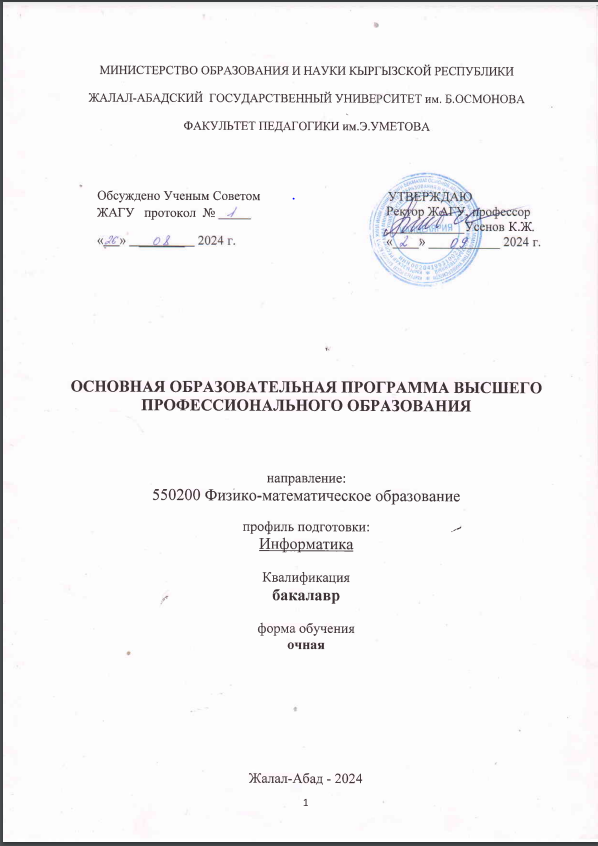 МИНИСТЕРСТВО ОБРАЗОВАНИЯ И НАУКИ КЫРГЫЗСКОЙ РЕСПУБЛИКИ
ЖАЛАЛ-АБАДСКИЙ ГОСУДАРСТВЕННЫЙ УНИВЕРСИТЕТ им. Б.ОСМОНОВА
ФАКУЛЬТЕТ ПЕДАГОГИКИ им.Э.УМЕТОВА
Обсуждено Ученым Советом
ЖАГУ протокол № 1
«26» 08 2024 г.
УТВЕРЖДАЮ
Ректор ЖАГУ, профессор
Усенов К.Ж.
«2» 09 2024 г.
ОСНОВНАЯ ОБРАЗОВАТЕЛЬНАЯ ПРОГРАММА ВЫСШЕГО
ПРОФЕССИОНАЛЬНОГО ОБРАЗОВАНИЯ
направление:
550200 Физико-математическое образование
профиль подготовки:
Информатика
Квалификация
бакалавр
форма обучения
очная
Жалал-Абад - 2024
1